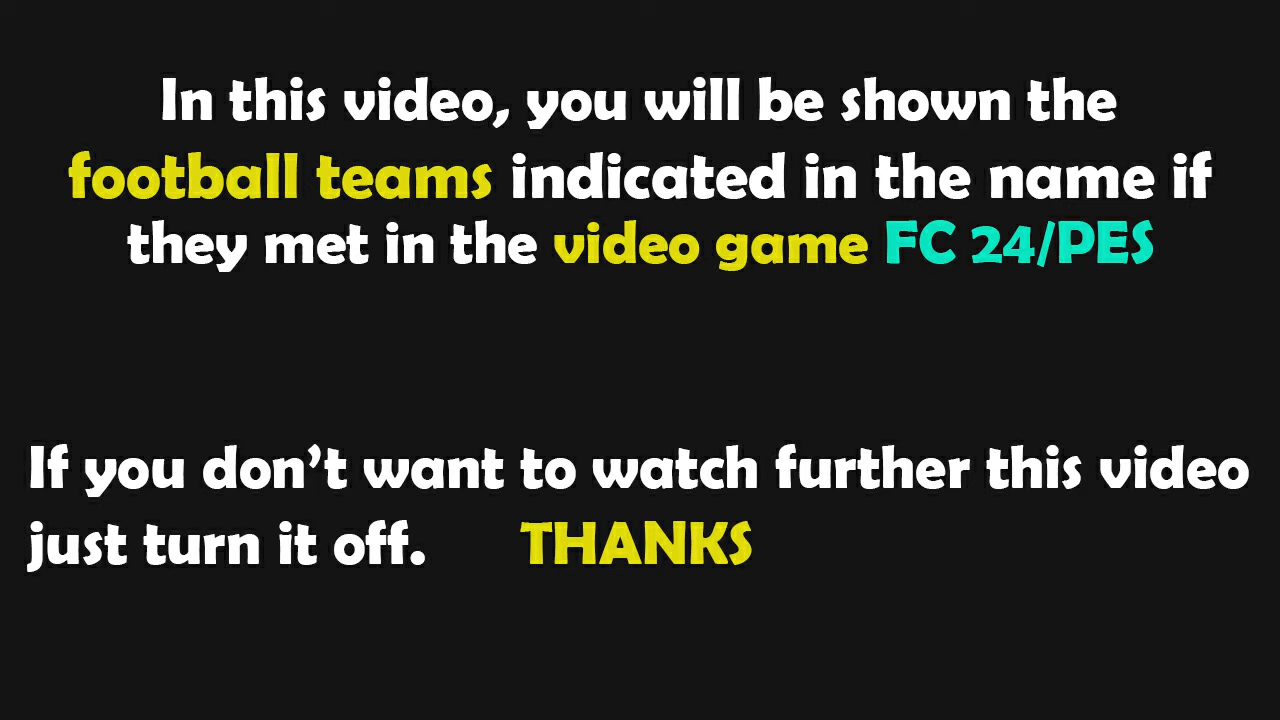 In this video, you will be shown the
football teams indicated in the name if
they met in the video game FC 24/PES
If you don’t want to watch further this video
just turn it off. THANKS